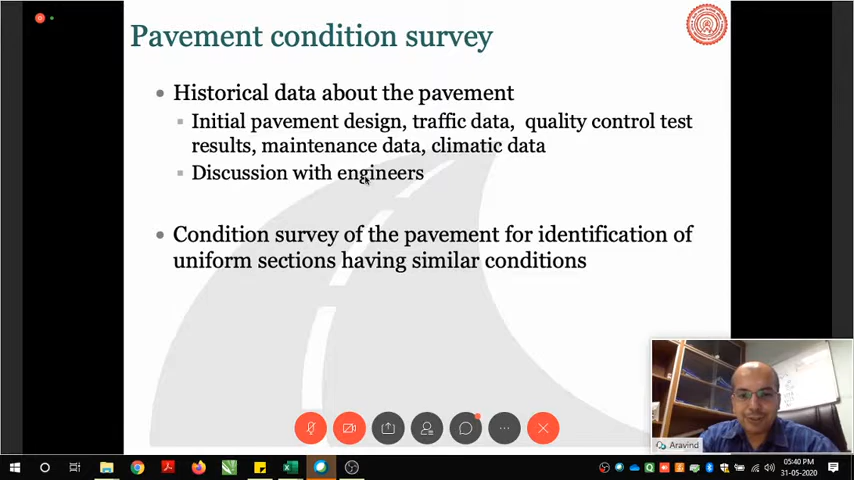 Pavement condition survey
Historical data about the pavement
Initial pavement design, traffic data, quality control test
results, maintenance data, climatic data
Discussion with engineers
Condition survey of the pavement for identification of
uniform sections having similar conditions
Aravind
05:40 PM
31-05-2020